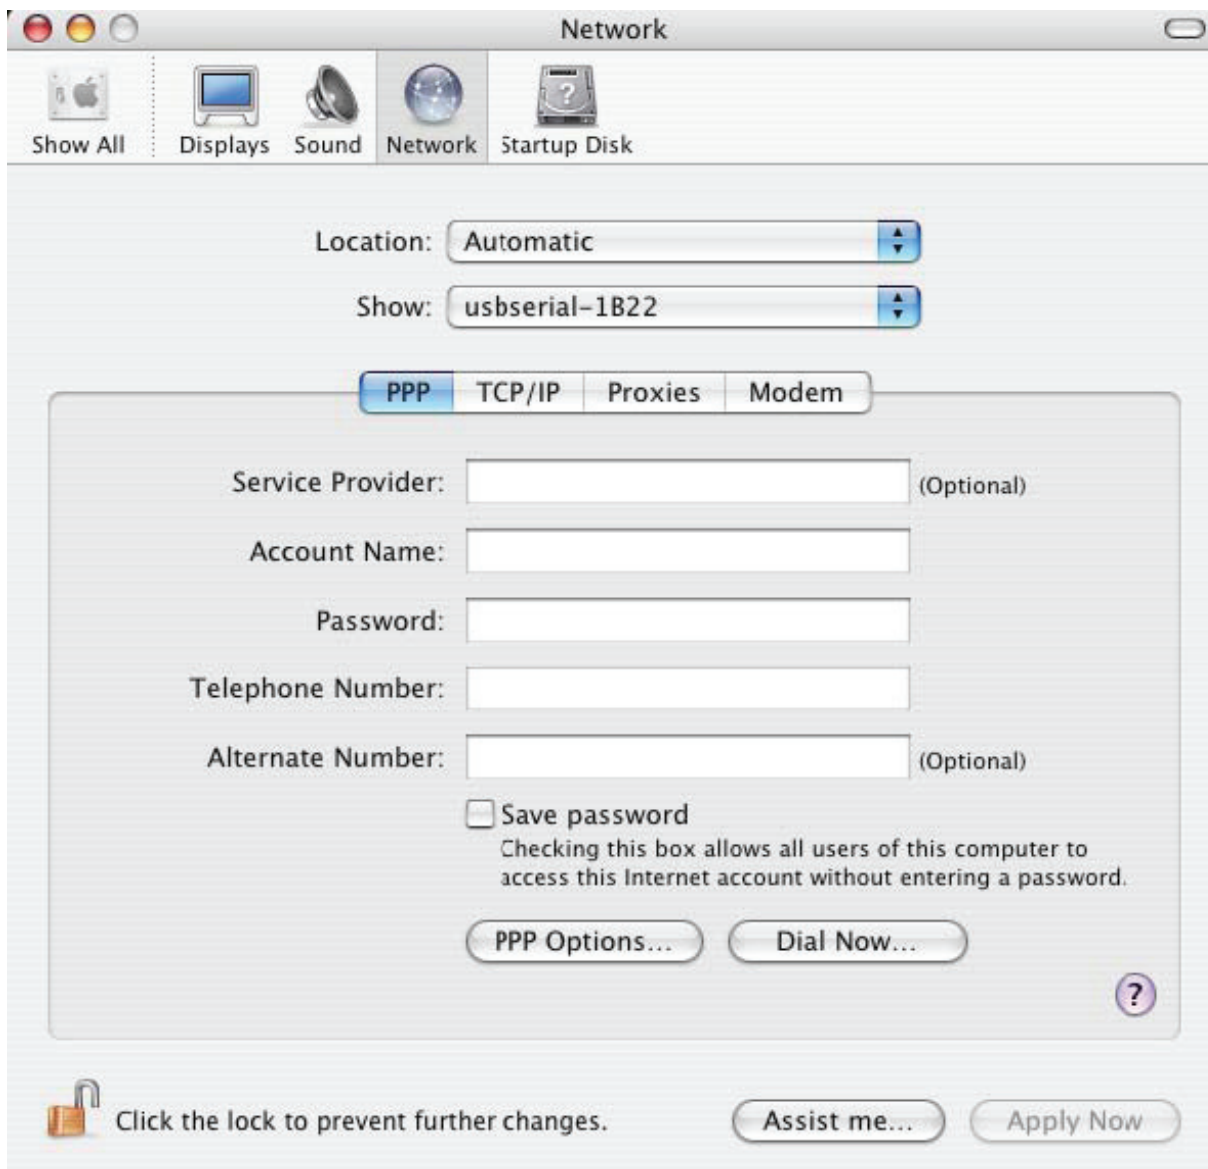 Network
Show All Displays Sound Network Startup Disk
Location: Automatic
Show: usbserial-1B22
PPP TCP/IP Proxies Modem
Service Provider: (Optional)
Account Name:
Password:
Telephone Number:
Alternate Number: (Optional)
Save password
Checking this box allows all users of this computer to
access this Internet account without entering a password.
PPP Options... Dial Now...
?
Click the lock to prevent further changes. Assist me... Apply Now